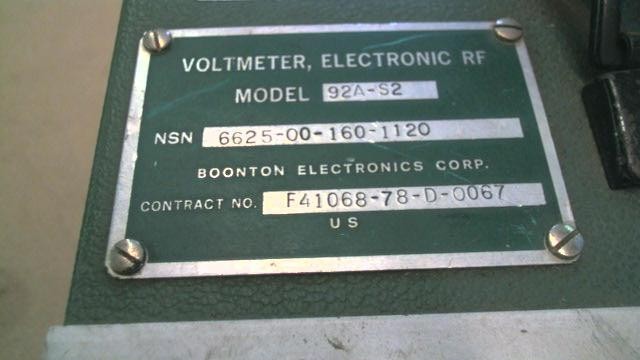 VOLTMETER, ELECTRONIC RF
MODEL 92A-S2
NSN 6625-00-160-1120
BOONTON ELECTRONICS CORP.
CONTRACT NO. F41068-78-D-0067
US